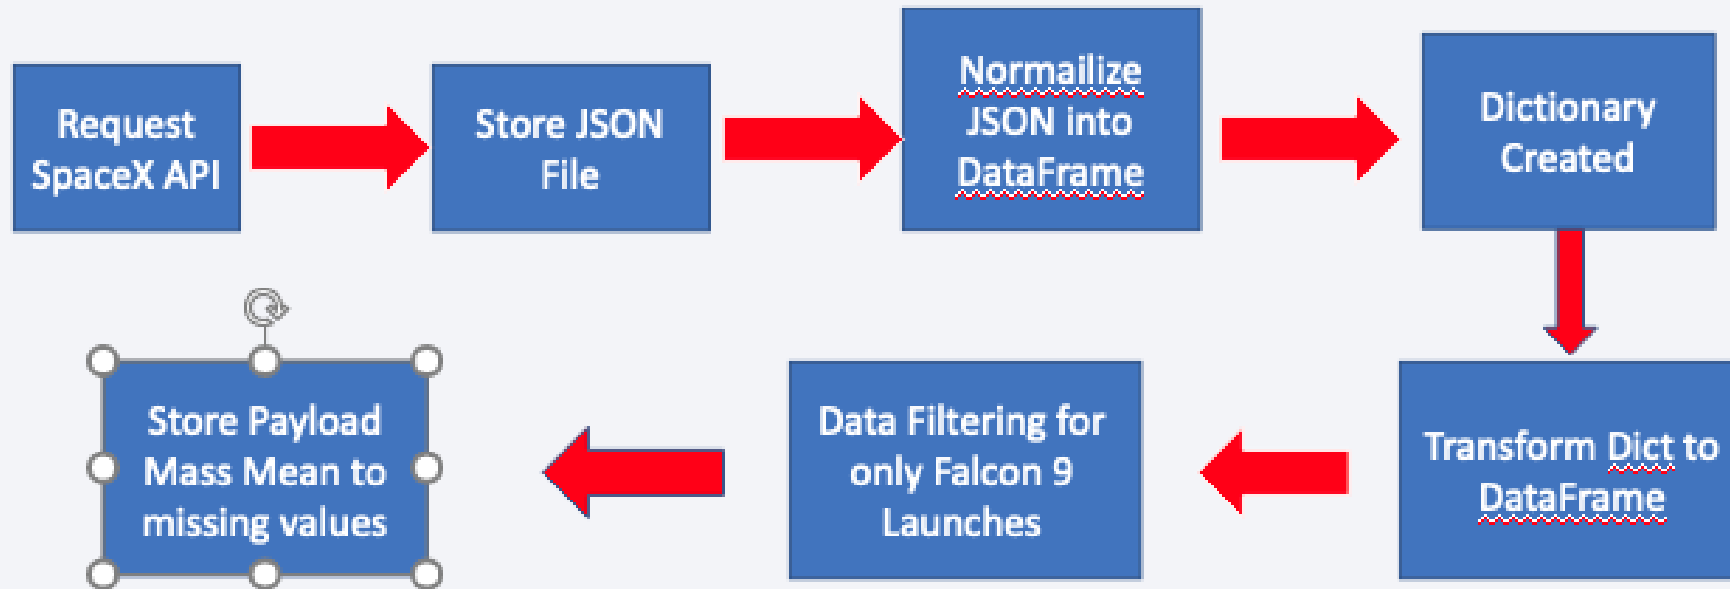 Request
SpaceX API
Store JSON
File
Normailize
JSON into
DataFrame
Dictionary
Created
Transform Dict to
DataFrame
Data Filtering for
only Falcon 9
Launches
Store Payload
Mass Mean to
missing values